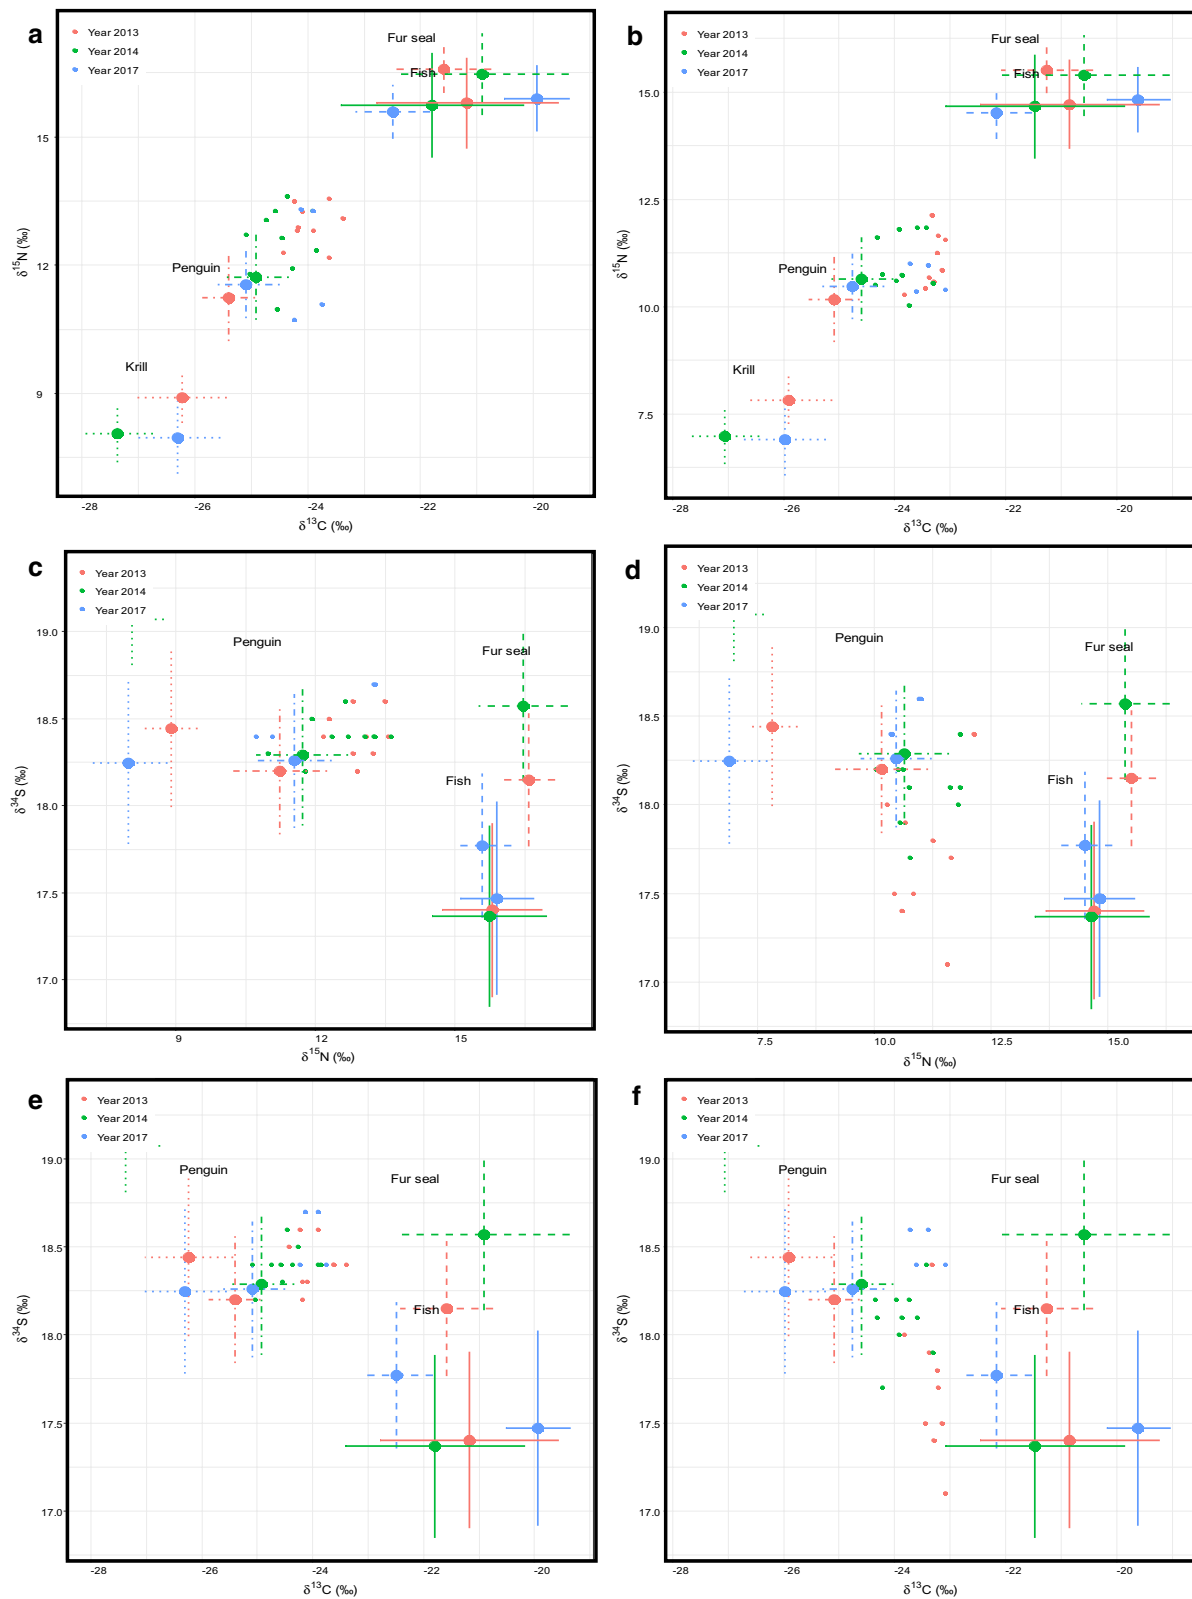 a
Year 2013
Year 2014
Year 2017
Fur seal
Fish
Penguin
Krill
15
12
9
δ15N (‰)
-28 -26 -24 -22 -20
δ13C (‰)
b
Year 2013
Year 2014
Year 2017
Fur seal
Fish
Penguin
Krill
15.0
12.5
10.0
7.5
δ15N (‰)
-28 -26 -24 -22 -20
δ13C (‰)
c
Year 2013
Year 2014
Year 2017
Penguin
Fur seal
Fish
19.0
18.5
18.0
17.5
17.0
δ34S (‰)
9 12 15
δ15N (‰)
d
Year 2013
Year 2014
Year 2017
Penguin
Fur seal
Fish
19.0
18.5
18.0
17.5
17.0
δ34S (‰)
7.5 10.0 12.5 15.0
δ15N (‰)
e
Year 2013
Year 2014
Year 2017
Penguin
Fur seal
Fish
19.0
18.5
18.0
17.5
17.0
δ34S (‰)
-28 -26 -24 -22 -20
δ13C (‰)
f
Year 2013
Year 2014
Year 2017
Penguin
Fur seal
Fish
19.0
18.5
18.0
17.5
17.0
δ34S (‰)
-28 -26 -24 -22 -20
δ13C (‰)